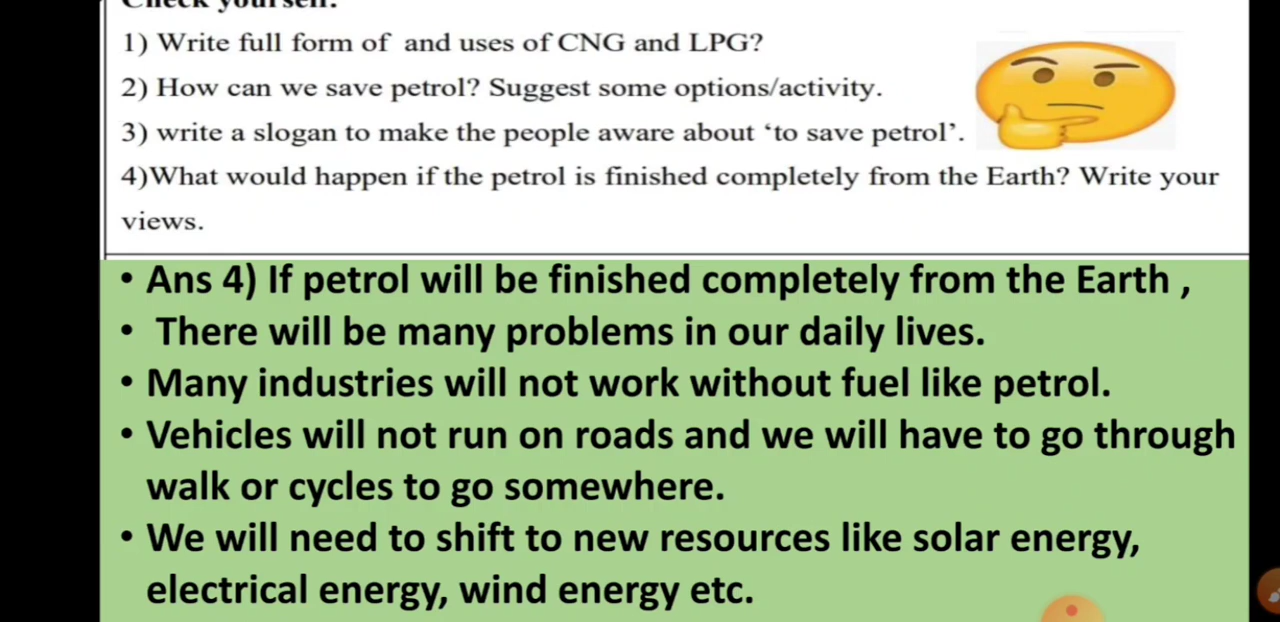 Check yourself:
1) Write full form of and uses of CNG and LPG?
2) How can we save petrol? Suggest some options/activity.
3) write a slogan to make the people aware about ‘to save petrol’.
4)What would happen if the petrol is finished completely from the Earth? Write your
views.
• Ans 4) If petrol will be finished completely from the Earth ,
• There will be many problems in our daily lives.
• Many industries will not work without fuel like petrol.
• Vehicles will not run on roads and we will have to go through
walk or cycles to go somewhere.
• We will need to shift to new resources like solar energy,
electrical energy, wind energy etc.